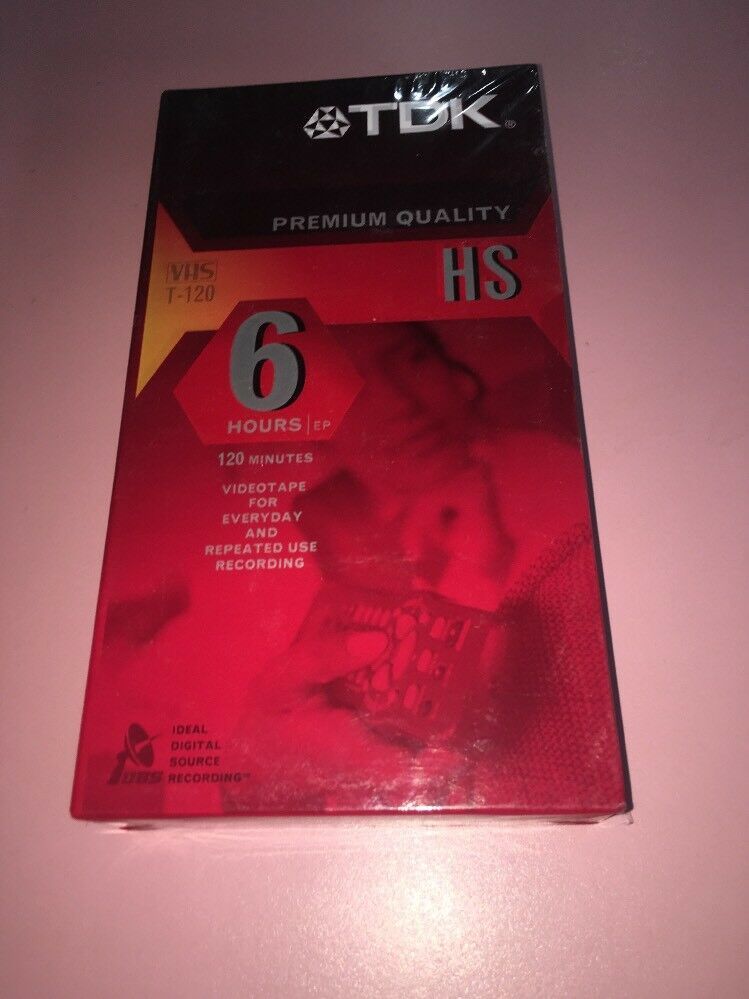 TDK®
PREMIUM QUALITY
VHS
T-120
HS
6
HOURS | EP
120 MINUTES
VIDEOTAPE
FOR
EVERYDAY
AND
REPEATED USE
RECORDING
IDEAL
DIGITAL
SOURCE
RECORDING™